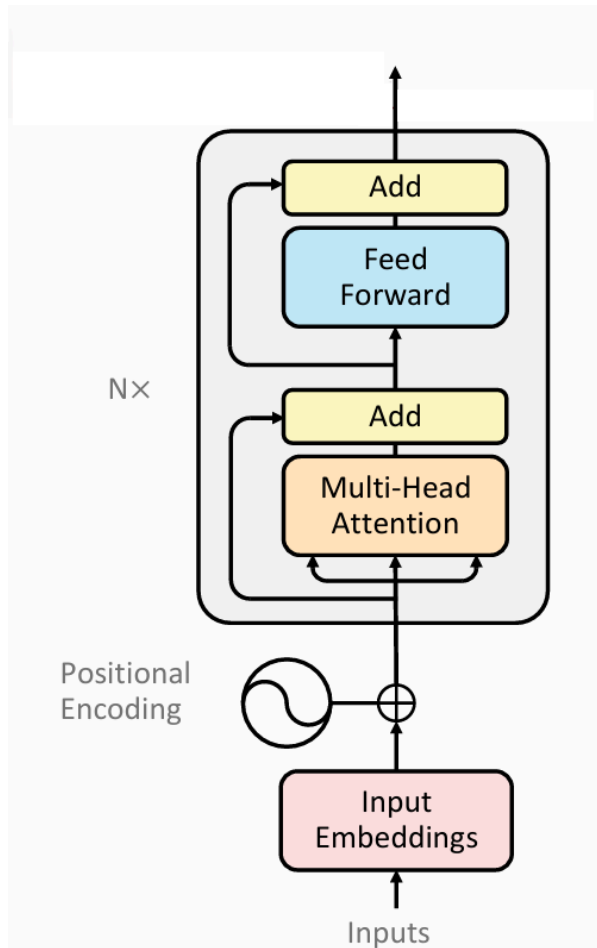 Add
Feed
Forward
N×
Add
Multi-Head
Attention
Positional
Encoding
Input
Embeddings
Inputs